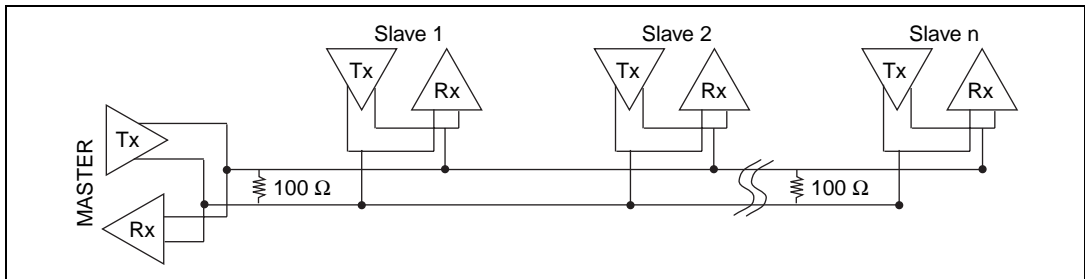 Slave 1
Slave 2
Slave n
Tx
Rx
Tx
Rx
Tx
Rx
MASTER
Tx
Rx
100 Ω
100 Ω